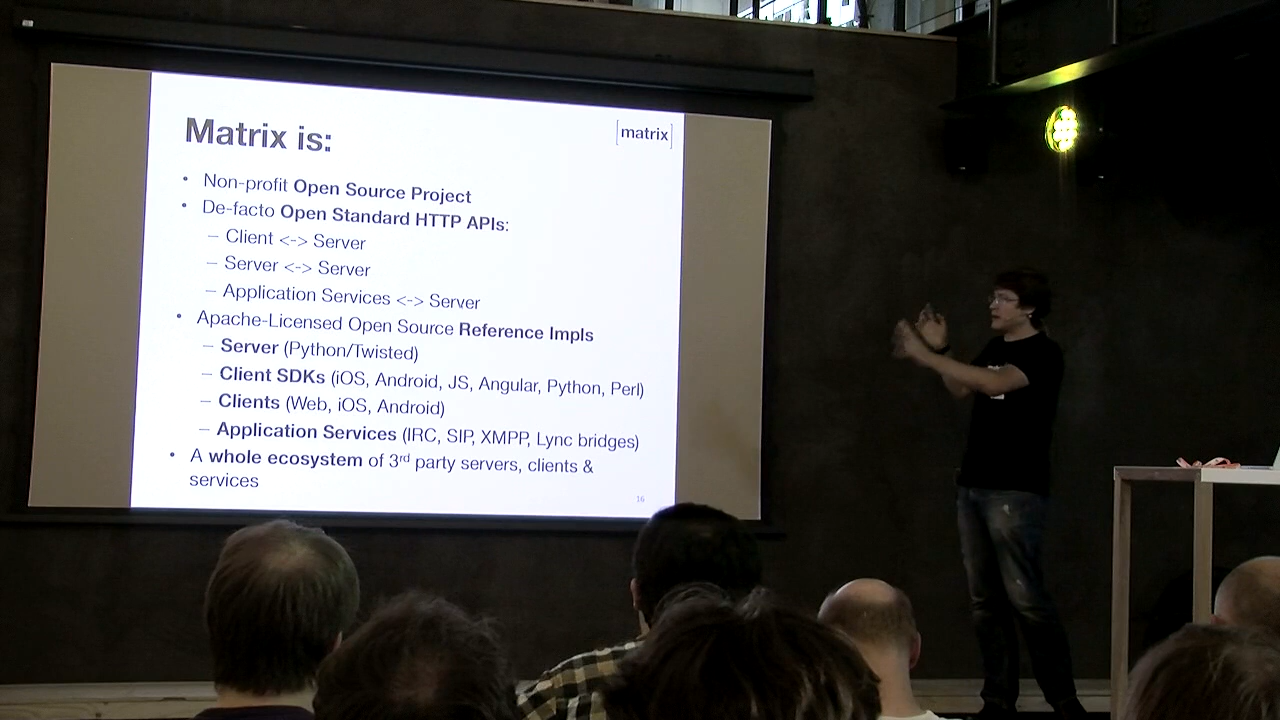 Matrix is:
[matrix]
• Non-profit Open Source Project
• De-facto Open Standard HTTP APIs:
– Client <-> Server
– Server <-> Server
– Application Services <-> Server
• Apache-Licensed Open Source Reference Impls
– Server (Python/Twisted)
– Client SDKs (iOS, Android, JS, Angular, Python, Perl)
– Clients (Web, iOS, Android)
– Application Services (IRC, SIP, XMPP, Lync bridges)
• A whole ecosystem of 3rd party servers, clients &
services
16